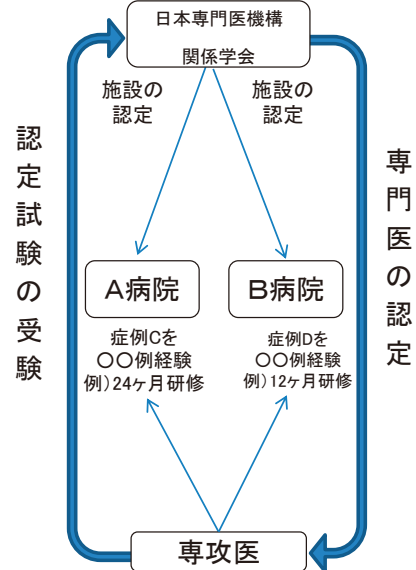 日本専門医機構
関係学会
施設の
認定
施設の
認定
認定試験の受験
専門医の認定
A病院
B病院
症例Cを
〇〇例経験
例)24ヶ月研修
症例Dを
〇〇例経験
例)12ヶ月研修
専攻医